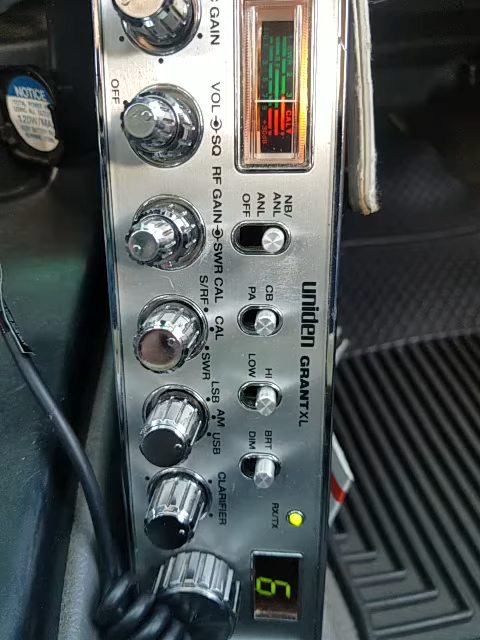 uniden GRANT XL
NB/
ANL
ANL
OFF
CB
PA
HI
LOW
BRT
DIM
RX/TX
CAL
GAIN
VOL SQ
OFF
RF GAIN SWR CAL
S/RF CAL SWR
LSB AM USB
CLARIFIER
NOTICE